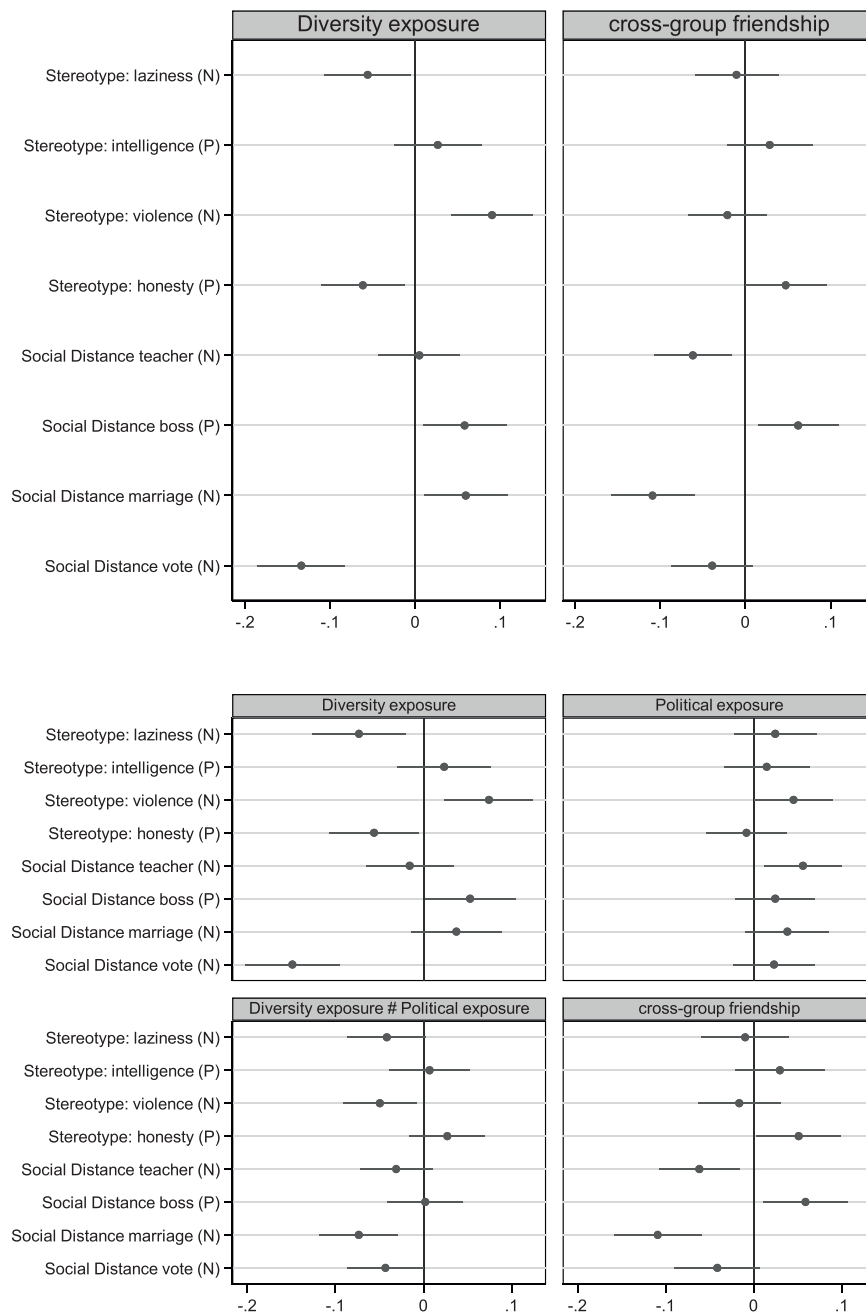 Diversity exposure
cross-group friendship
Stereotype: laziness (N)
Stereotype: intelligence (P)
Stereotype: violence (N)
Stereotype: honesty (P)
Social Distance teacher (N)
Social Distance boss (P)
Social Distance marriage (N)
Social Distance vote (N)
-.2 -.1 0 .1
-.2 -.1 0 .1
Diversity exposure
Political exposure
Stereotype: laziness (N)
Stereotype: intelligence (P)
Stereotype: violence (N)
Stereotype: honesty (P)
Social Distance teacher (N)
Social Distance boss (P)
Social Distance marriage (N)
Social Distance vote (N)
Diversity exposure # Political exposure
cross-group friendship
Stereotype: laziness (N)
Stereotype: intelligence (P)
Stereotype: violence (N)
Stereotype: honesty (P)
Social Distance teacher (N)
Social Distance boss (P)
Social Distance marriage (N)
Social Distance vote (N)
-.2 -.1 0 .1
-.2 -.1 0 .1